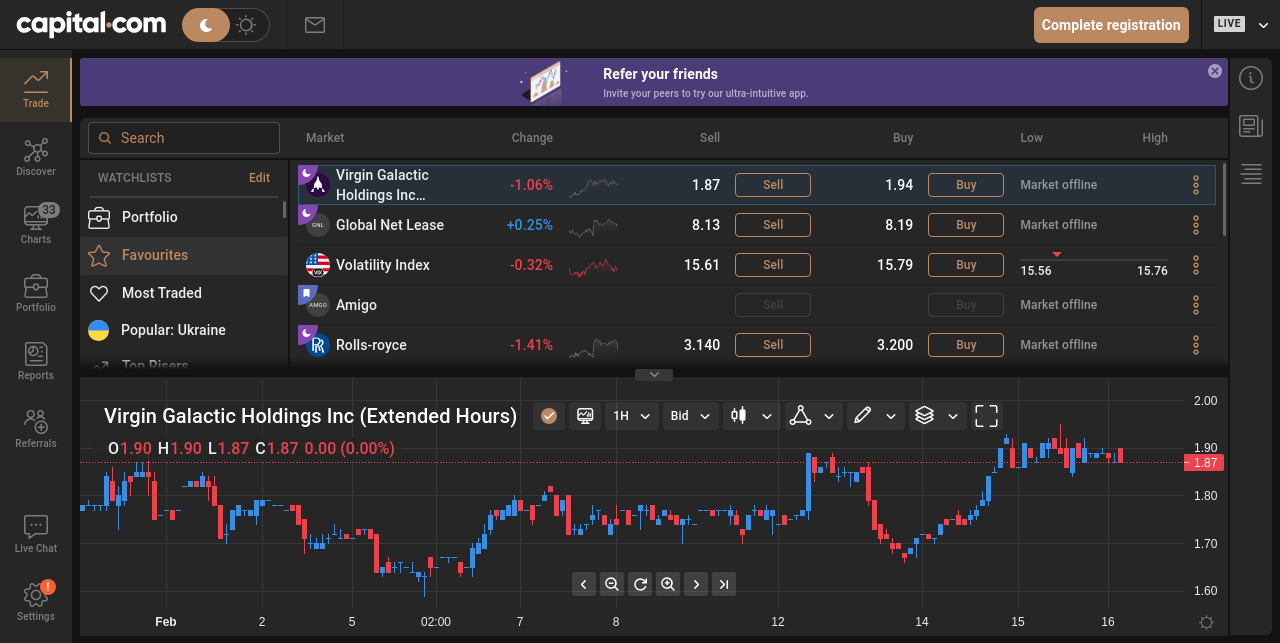 capital.com
Complete registration
LIVE
Refer your friends
Invite your peers to try our ultra-intuitive app.
Trade
Discover
33
Charts
Portfolio
Reports
Referrals
Live Chat
!
Settings
Search
WATCHLISTS Edit
Portfolio
Favourites
Most Traded
Popular: Ukraine
Top Risers
Market Change Sell Buy Low High
Virgin Galactic
Holdings Inc... -1.06% 1.87 Sell 1.94 Buy Market offline
GNL Global Net Lease +0.25% 8.13 Sell 8.19 Buy Market offline
VIX Volatility Index -0.32% 15.61 Sell 15.79 Buy 15.56 15.76
AMGO Amigo Sell Buy Market offline
Rolls-royce -1.41% 3.140 Sell 3.200 Buy Market offline
Virgin Galactic Holdings Inc (Extended Hours) 1H Bid
O1.90 H1.90 L1.87 C1.87 0.00 (0.00%)
2.00
1.90
1.87
1.80
1.70
1.60
Feb 2 5 02:00 7 8 12 14 15 16